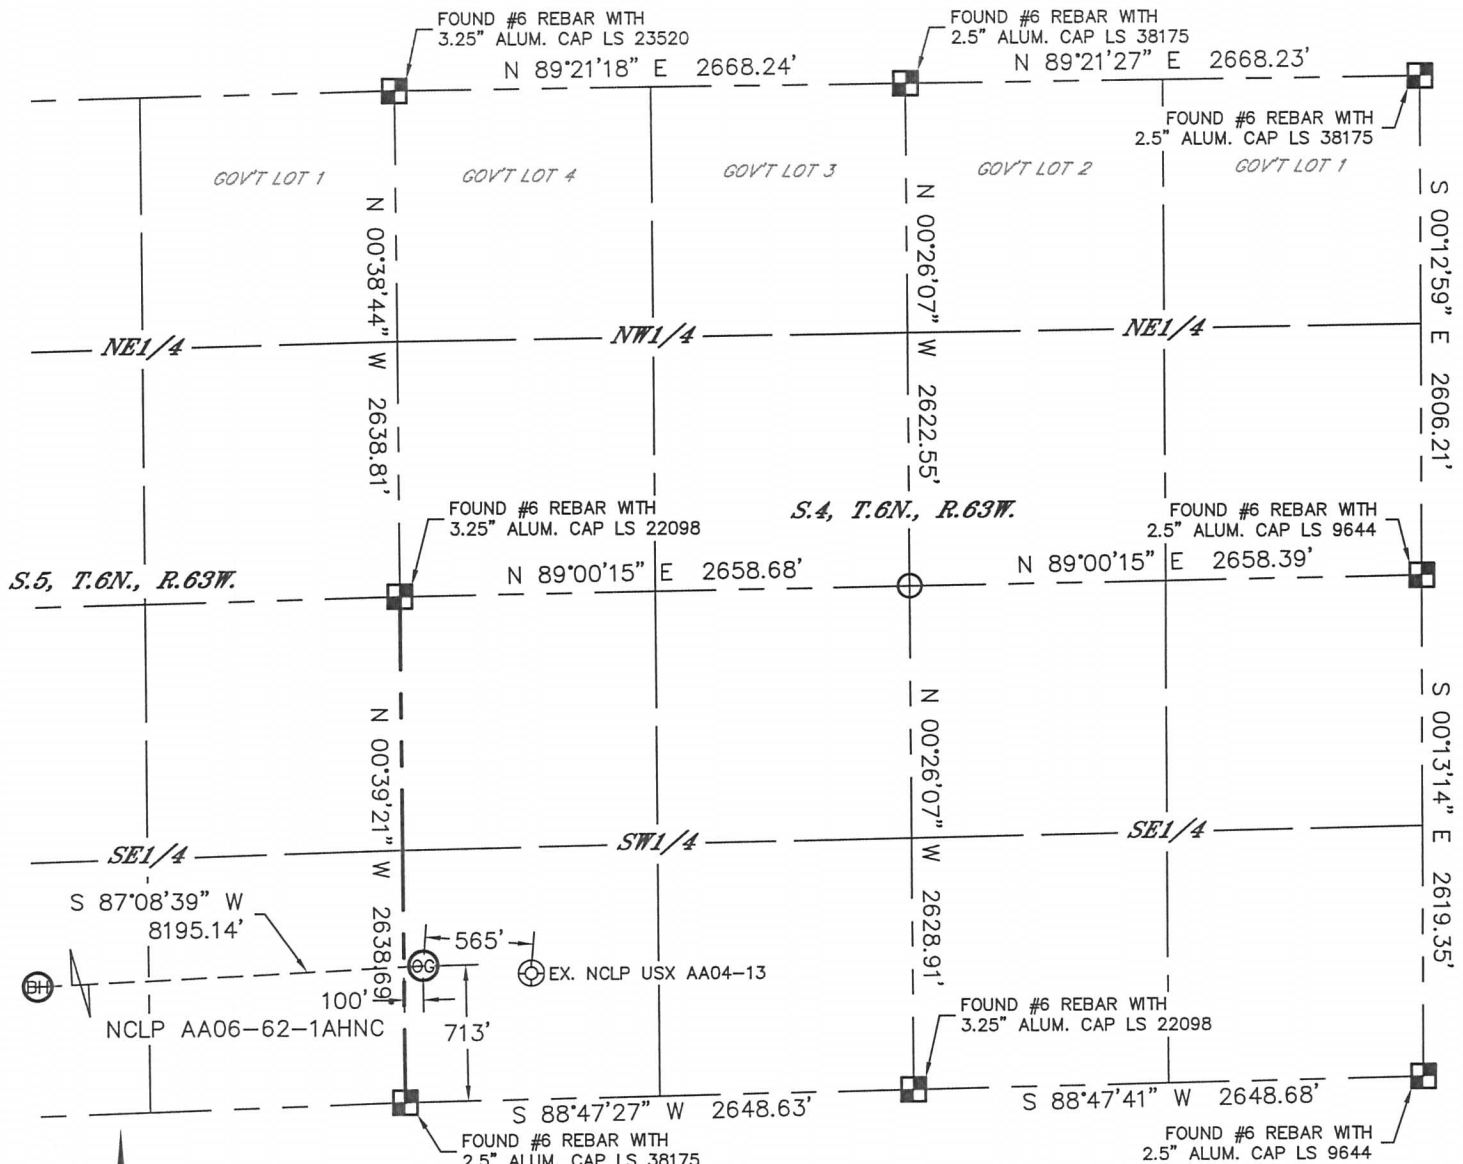 FOUND #6 REBAR WITH
3.25" ALUM. CAP LS 23520
FOUND #6 REBAR WITH
2.5" ALUM. CAP LS 38175
N 89°21'18" E 2668.24'
N 89°21'27" E 2668.23'
FOUND #6 REBAR WITH
2.5" ALUM. CAP LS 38175
GOV'T LOT 1
GOV'T LOT 4
GOV'T LOT 3
GOV'T LOT 2
GOV'T LOT 1
N 00°38'44" W 2638.81'
N 00°26'07" W 2622.55'
S 00°12'59" E 2606.21'
NE1/4
NW1/4
NE1/4
FOUND #6 REBAR WITH
3.25" ALUM. CAP LS 22098
S.4, T.6N., R.63W.
FOUND #6 REBAR WITH
2.5" ALUM. CAP LS 9644
S.5, T.6N., R.63W.
N 89°00'15" E 2658.68'
N 89°00'15" E 2658.39'
N 00°39'21" W 2638.69'
N 00°26'07" W 2628.91'
S 00°13'14" E 2619.35'
SE1/4
SW1/4
SE1/4
S 87°08'39" W
8195.14'
565'
BH
OG
EX. NCLP USX AA04-13
100'
NCLP AA06-62-1AHNC
713'
FOUND #6 REBAR WITH
3.25" ALUM. CAP LS 22098
S 88°47'27" W 2648.63'
S 88°47'41" W 2648.68'
FOUND #6 REBAR WITH
2.5" ALUM. CAP LS 38175
FOUND #6 REBAR WITH
2.5" ALUM. CAP LS 9644